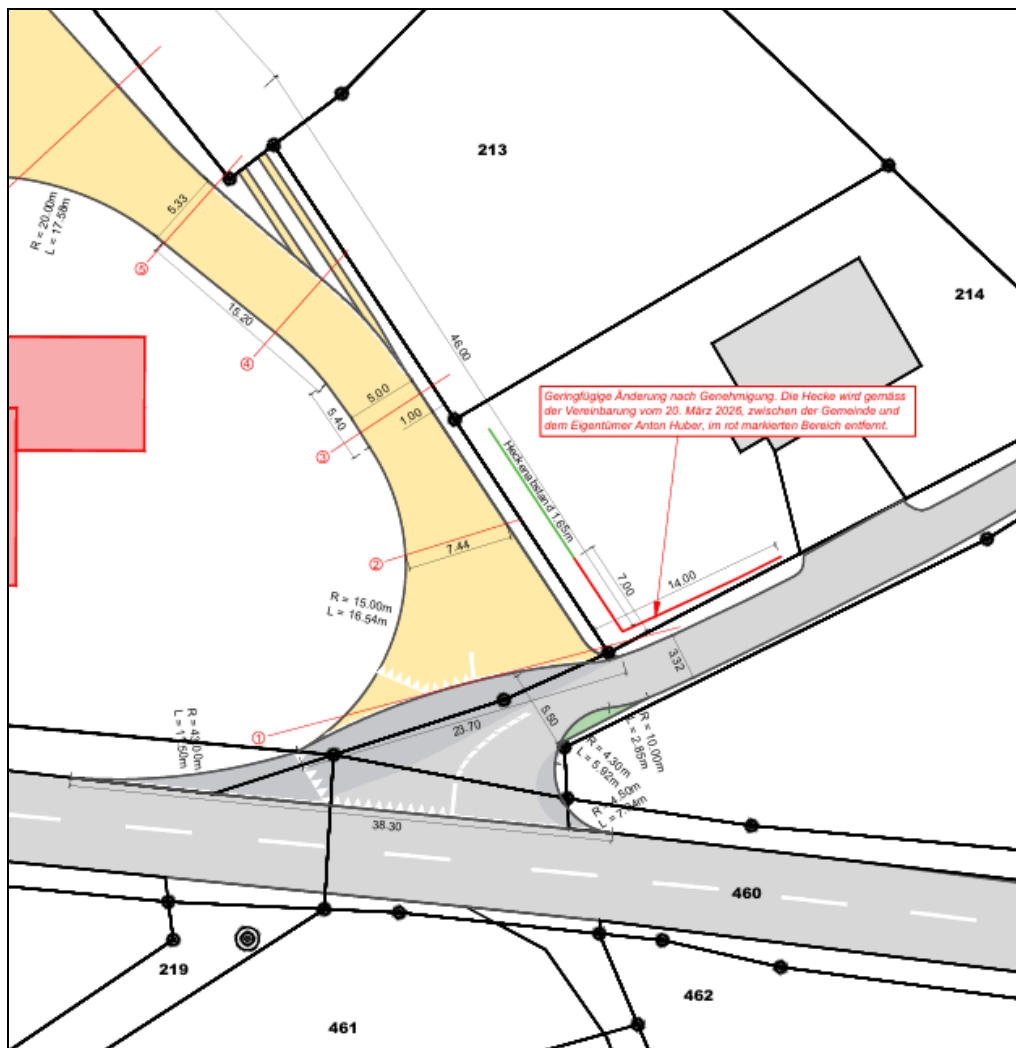 213
214
5.33
R = 20.00m
L = 17.58m
⑤
15.20
④
46.00
5.00
1.00
5.40
③
Geringfügige Änderung nach Genehmigung. Die Hecke wird gemäss
der Vereinbarung vom 20. März 2026, zwischen der Gemeinde und
dem Eigentümer Anton Huber, im rot markierten Bereich entfernt.
Heckenabstand 1.65m
②
7.44
7.00
14.00
R = 15.00m
L = 16.54m
3.32
①
23.70
5.50
R = 10.00m
L = 2.85m
R = 4.30m
L = 5.92m
R = 4.50m
38.30
460
219
461
462